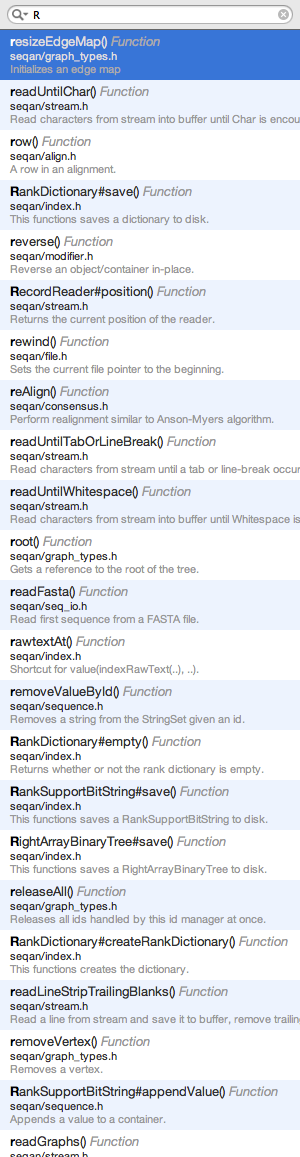 R
resizeEdgeMap() Function
seqan/graph_types.h
Initializes an edge map
readUntilChar() Function
seqan/stream.h
Read characters from stream into buffer until Char is encou
row() Function
seqan/align.h
A row in an alignment.
RankDictionary#save() Function
seqan/index.h
This functions saves a dictionary to disk.
reverse() Function
seqan/modifier.h
Reverse an object/container in-place.
RecordReader#position() Function
seqan/stream.h
Returns the current position of the reader.
rewind() Function
seqan/file.h
Sets the current file pointer to the beginning.
reAlign() Function
seqan/consensus.h
Perform realignment similar to Anson-Myers algorithm.
readUntilTabOrLineBreak() Function
seqan/stream.h
Read characters from stream until a tab or line-break occur
readUntilWhitespace() Function
seqan/stream.h
Read characters from stream into buffer until Whitespace is
root() Function
seqan/graph_types.h
Gets a reference to the root of the tree.
readFasta() Function
seqan/seq_io.h
Read first sequence from a FASTA file.
rawtextAt() Function
seqan/index.h
Shortcut for value(indexRawText(..), ..).
removeValueById() Function
seqan/sequence.h
Removes a string from the StringSet given an id.
RankDictionary#empty() Function
seqan/index.h
Returns whether or not the rank dictionary is empty.
RankSupportBitString#save() Function
seqan/index.h
This functions saves a RankSupportBitString to disk.
RightArrayBinaryTree#save() Function
seqan/index.h
This functions saves a RightArrayBinaryTree to disk.
releaseAll() Function
seqan/graph_types.h
Releases all ids handled by this id manager at once.
RankDictionary#createRankDictionary() Function
seqan/index.h
This functions creates the dictionary.
readLineStripTrailingBlanks() Function
seqan/stream.h
Read a line from stream and save it to buffer, remove trailin
removeVertex() Function
seqan/graph_types.h
Removes a vertex.
RankSupportBitString#appendValue() Function
seqan/sequence.h
Appends a value to a container.
readGraphs() Function
seqan/stream.h